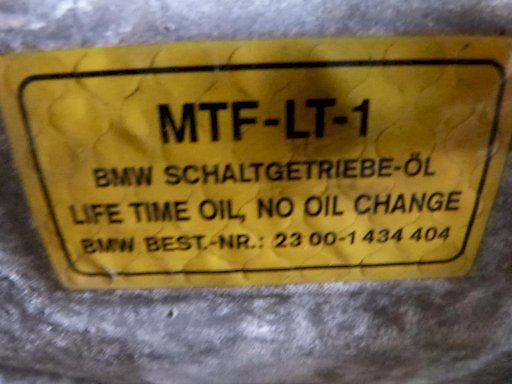 MTF-LT-1
BMW SCHALTGETRIEBE-ÖL
LIFE TIME OIL, NO OIL CHANGE
BMW BEST.-NR.: 23 00-1 434 404